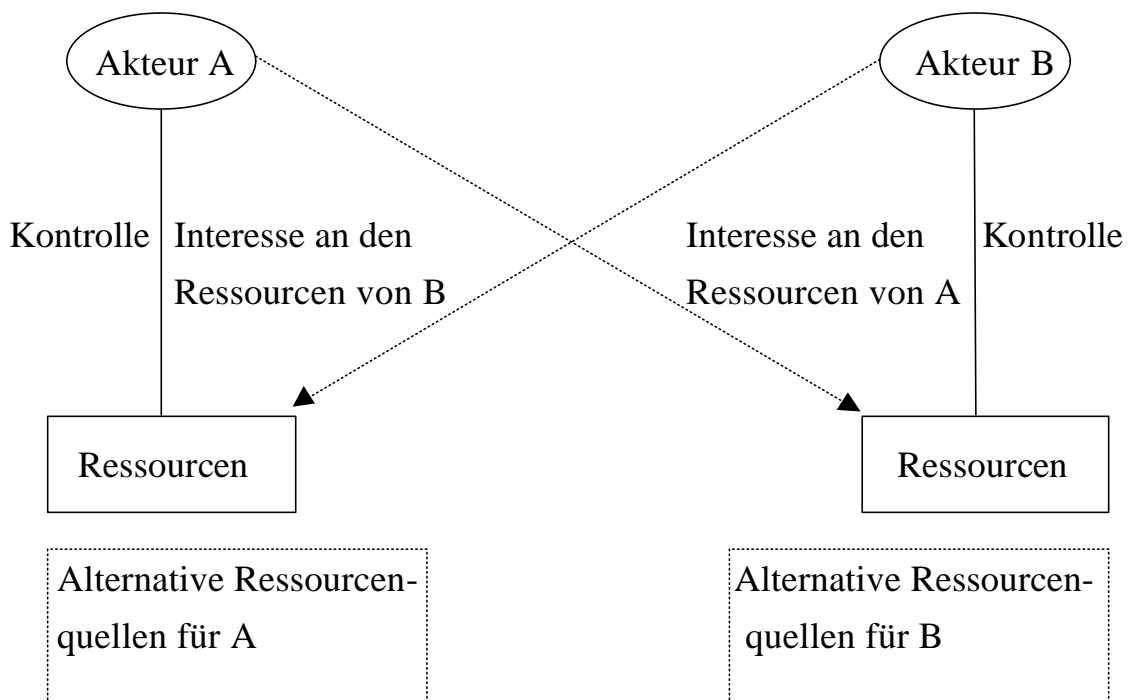 Akteur A
Akteur B
Kontrolle
Interesse an den
Ressourcen von B
Interesse an den
Ressourcen von A
Kontrolle
Ressourcen
Ressourcen
Alternative Ressourcen-
quellen für A
Alternative Ressourcen-
quellen für B